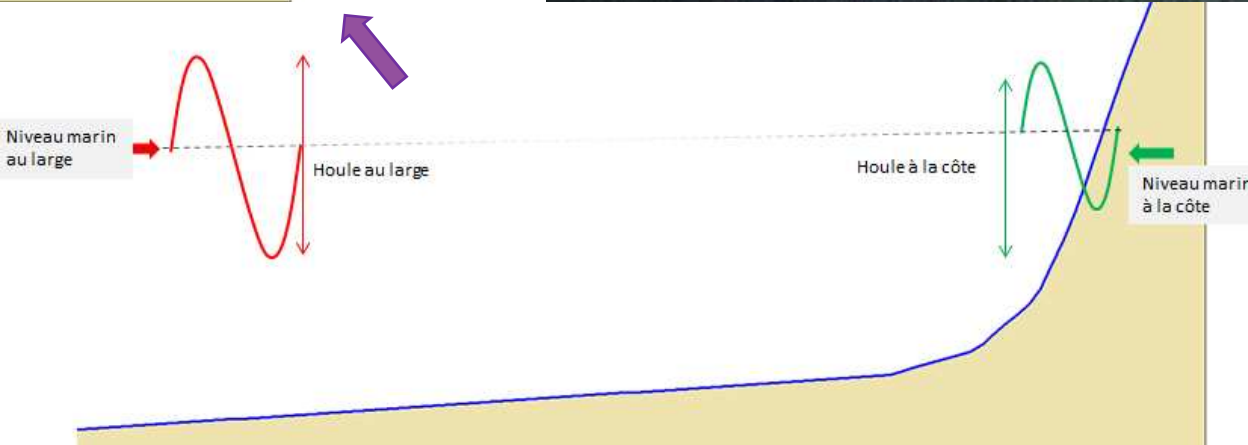 Niveau marin
au large
Houle au large
Houle à la côte
Niveau marin
à la côte